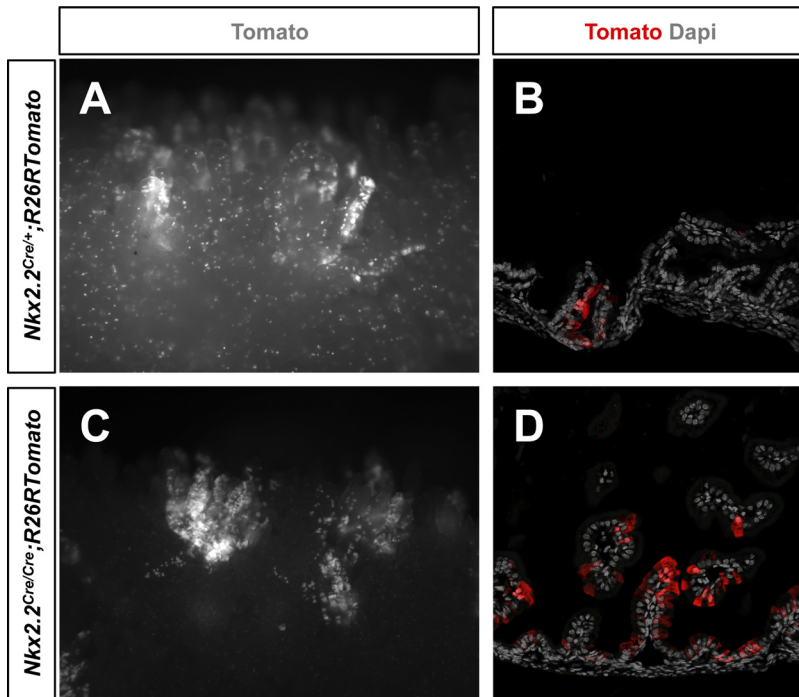 Tomato
Tomato Dapi
Nkx2.2Cre/+;R26RTomato
A
B
Nkx2.2Cre/Cre;R26RTomato
C
D